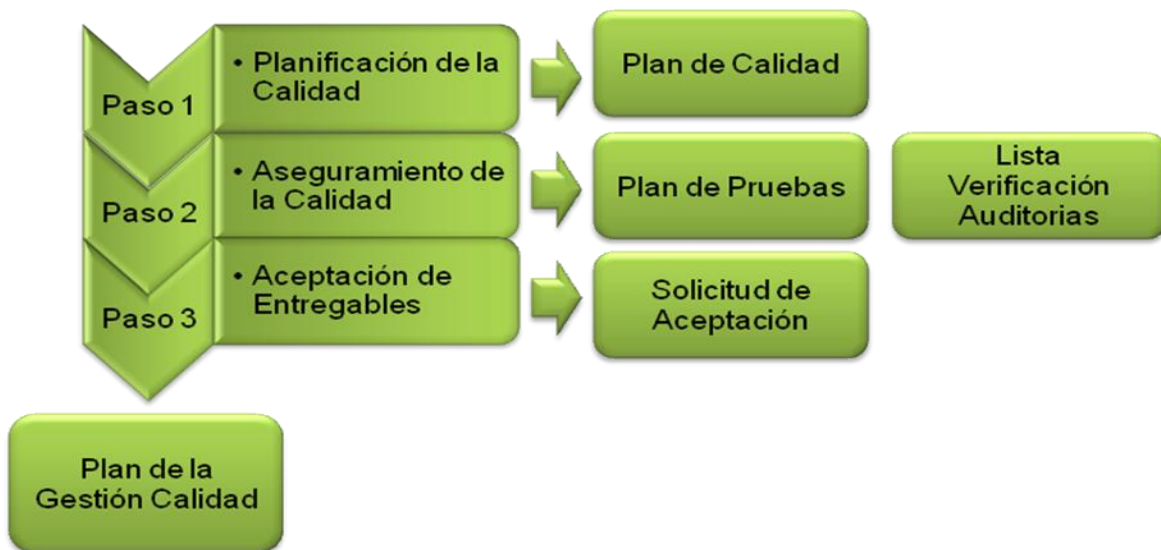 Paso 1
• Planificación de la
Calidad
Plan de Calidad
Paso 2
• Aseguramiento de
la Calidad
Plan de Pruebas
Lista
Verificación
Auditorias
Paso 3
• Aceptación de
Entregables
Solicitud de
Aceptación
Plan de la
Gestión Calidad